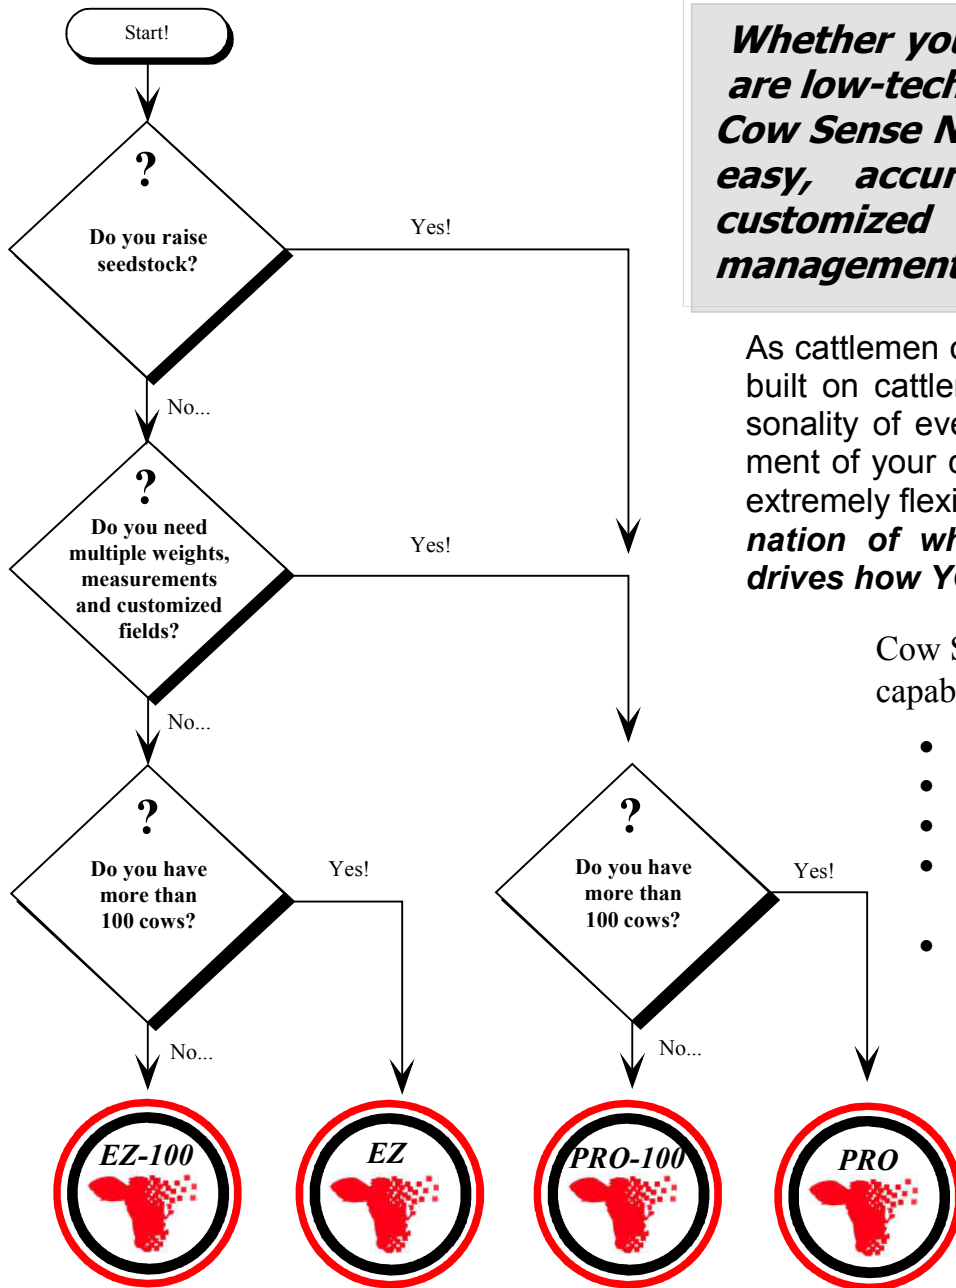 Start!
?
Do you raise
seedstock?
Yes!
No...
?
Do you need
multiple weights,
measurements
and customized
fields?
Yes!
No...
?
Do you have
more than
100 cows?
Yes!
No...
?
Do you have
more than
100 cows?
Yes!
No...
EZ-100
EZ
PRO-100
PRO
Whether you
are low-tech
Cow Sense N
easy, accur
customized
management
As cattlemen
built on cattle
sonality of eve
ment of your
extremely flexi
nation of wh
drives how YO
Cow S
capab
•
•
•
•
•